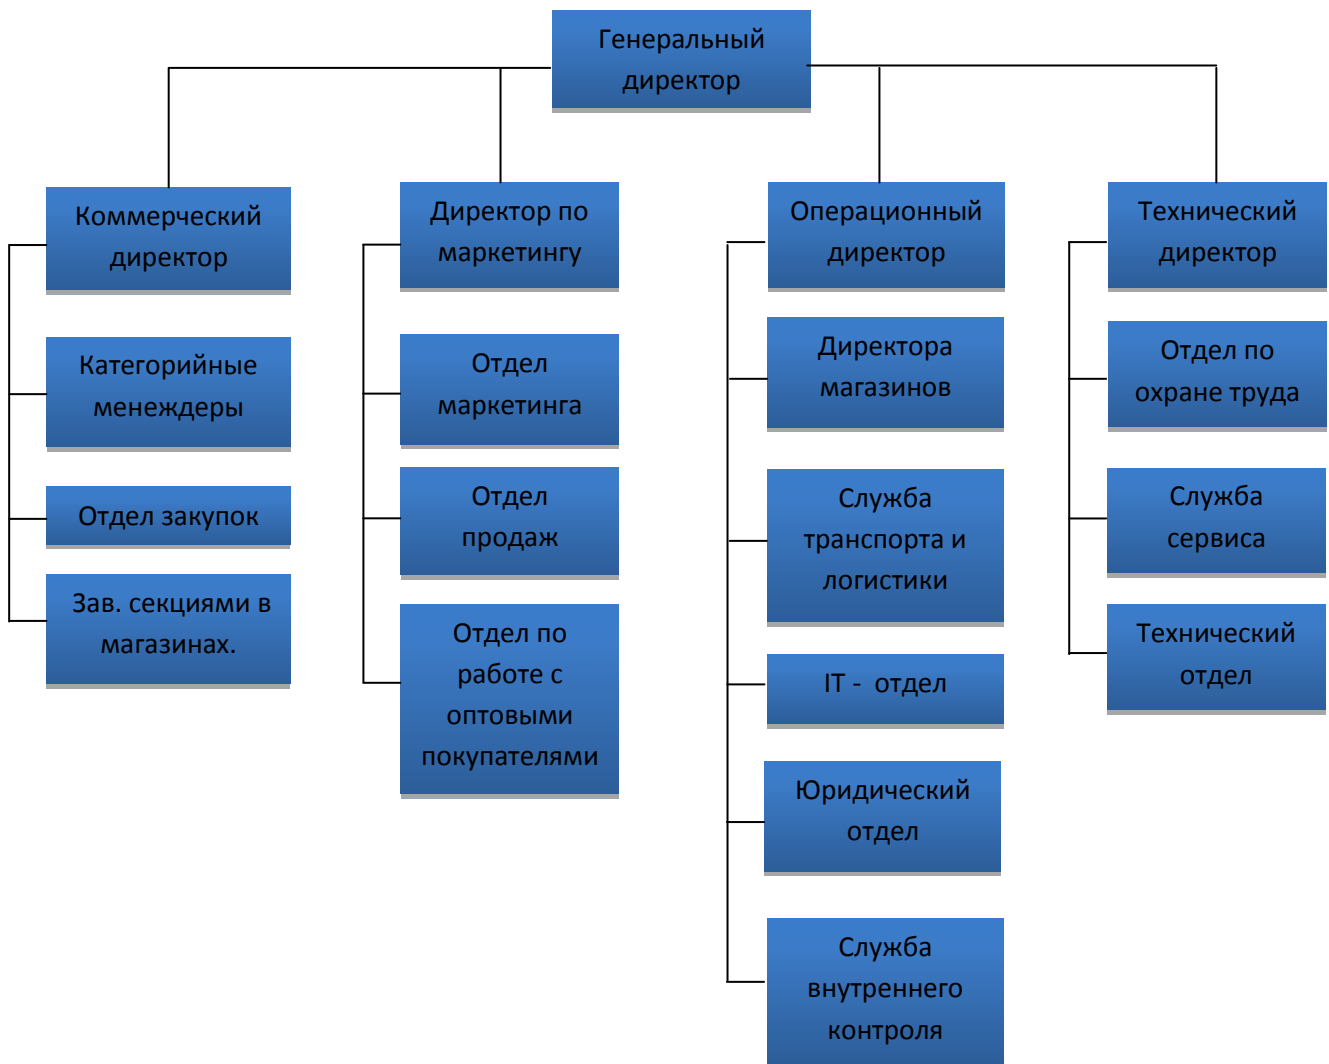 Генеральный
директор
Коммерческий
директор
Категорийные
менеждеры
Отдел закупок
Зав. секциями в
магазинах.
Директор по
маркетингу
Отдел
маркетинга
Отдел
продаж
Отдел по
работе с
оптовыми
покупателями
Операционный
директор
Директора
магазинов
Служба
транспорта и
логистики
IT - отдел
Юридический
отдел
Служба
внутреннего
контроля
Технический
директор
Отдел по
охране труда
Служба
сервиса
Технический
отдел